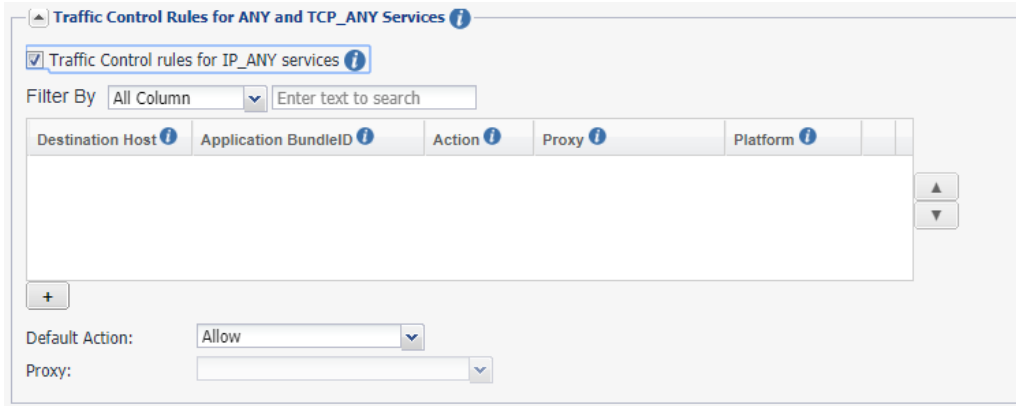 Traffic Control Rules for ANY and TCP_ANY Services
Traffic Control rules for IP_ANY services
Filter By All Column Enter text to search
Destination Host Application BundleID Action Proxy Platform
+
Default Action: Allow
Proxy: